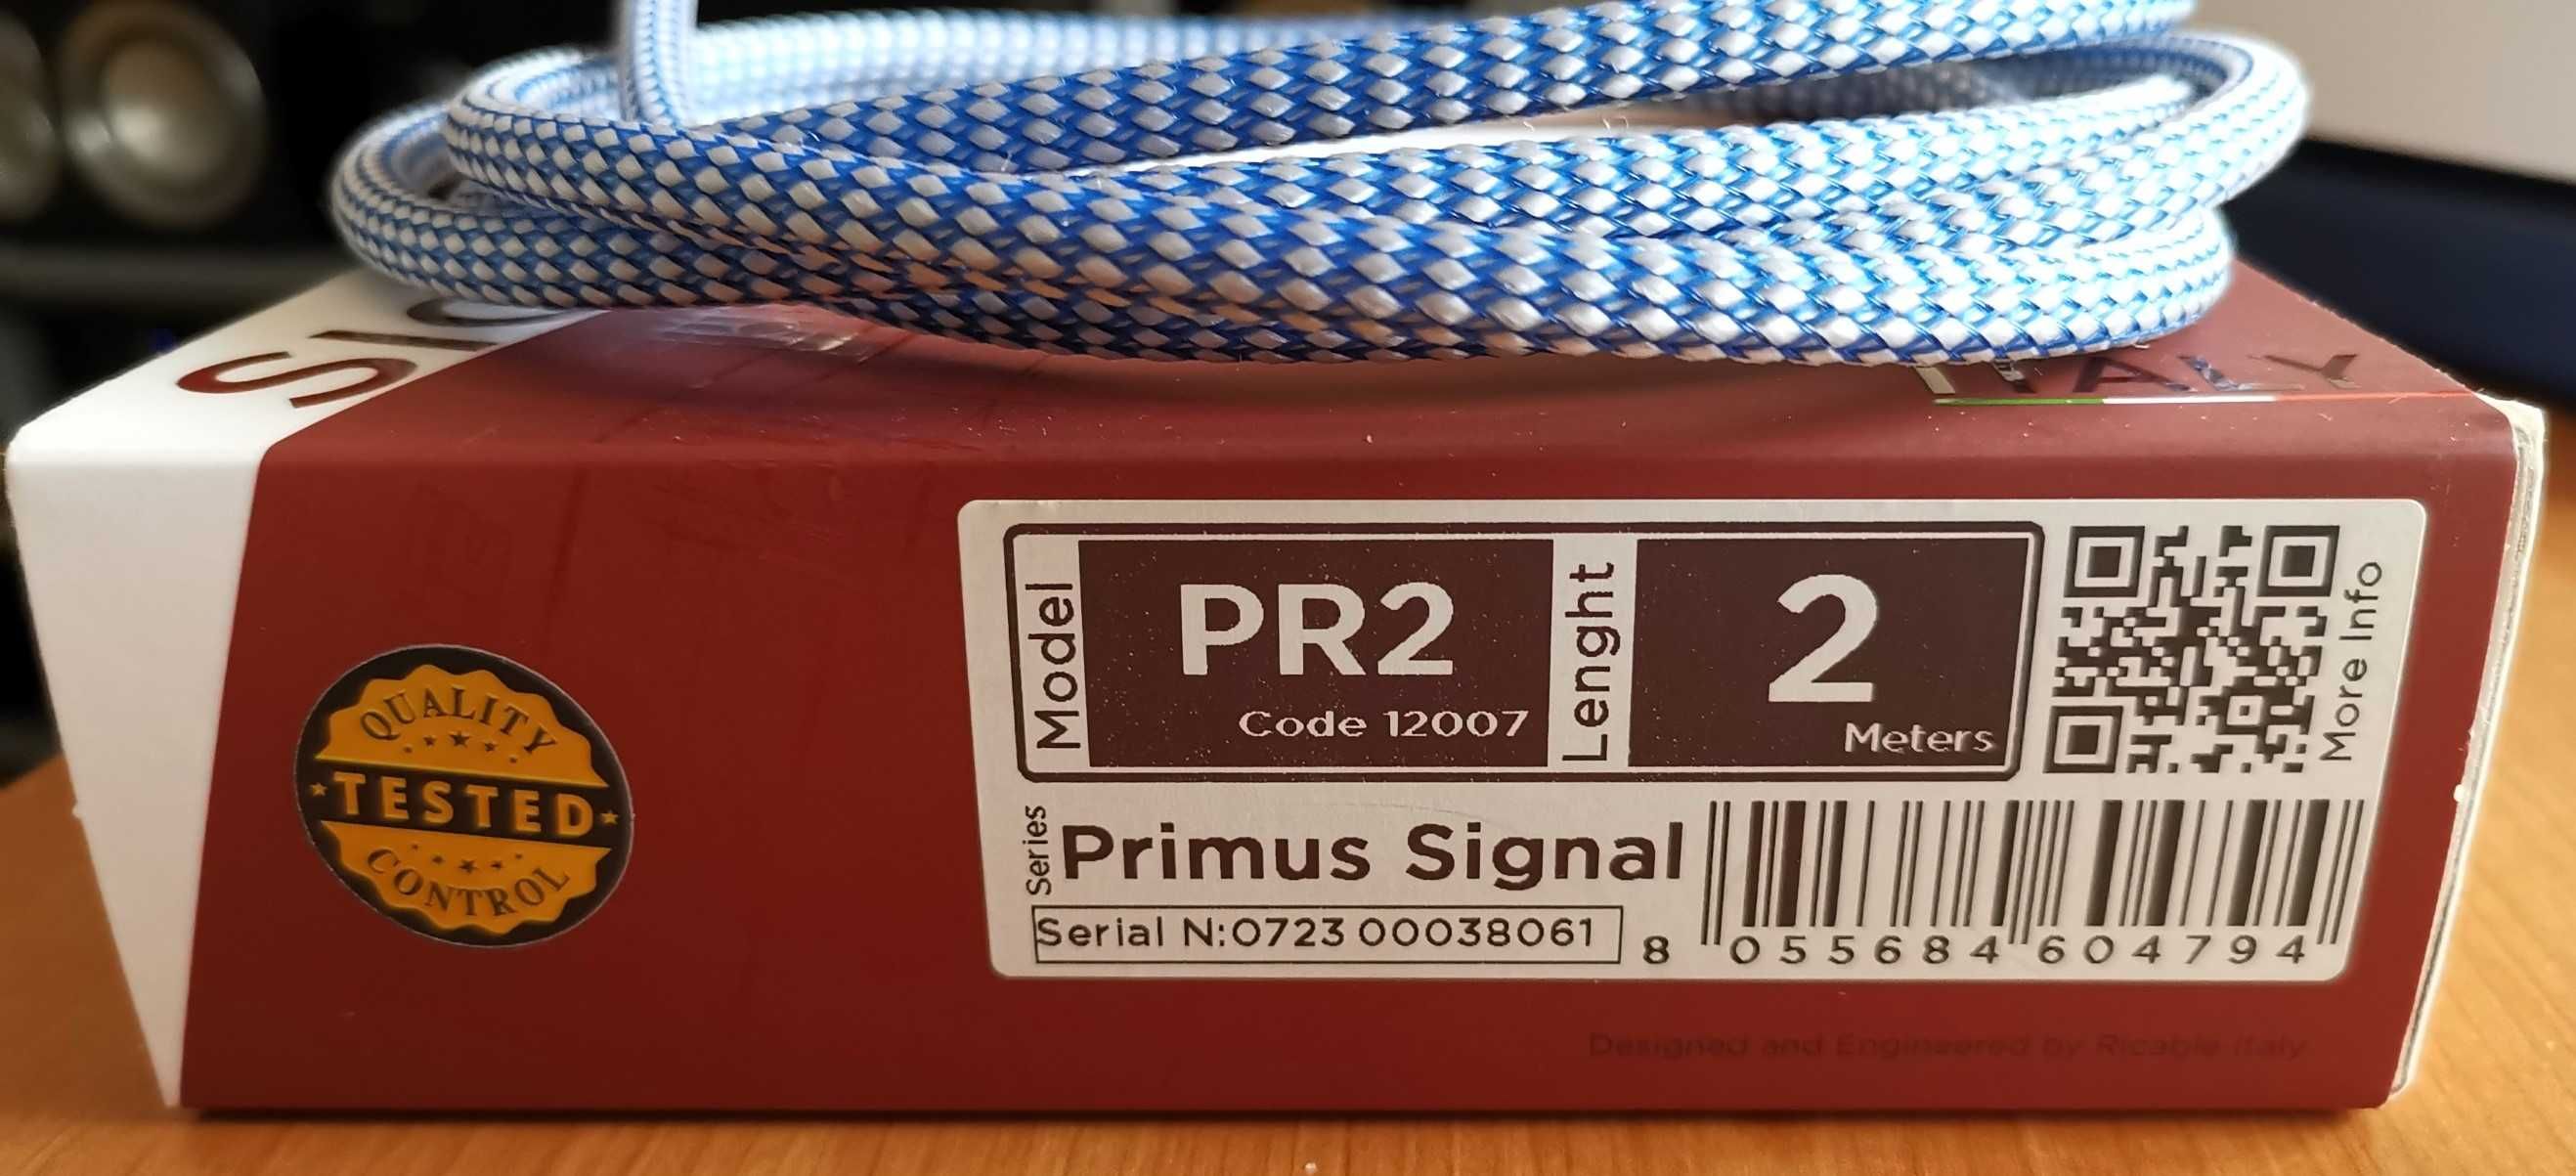 ITALY
Model
PR2
Code 12007
Lenght
2
Meters
More Info
Series
Primus Signal
Serial N:0723 00038061
8 055684 604794
QUALITY
TESTED
CONTROL
Designed and Engineered by Ricable Italy